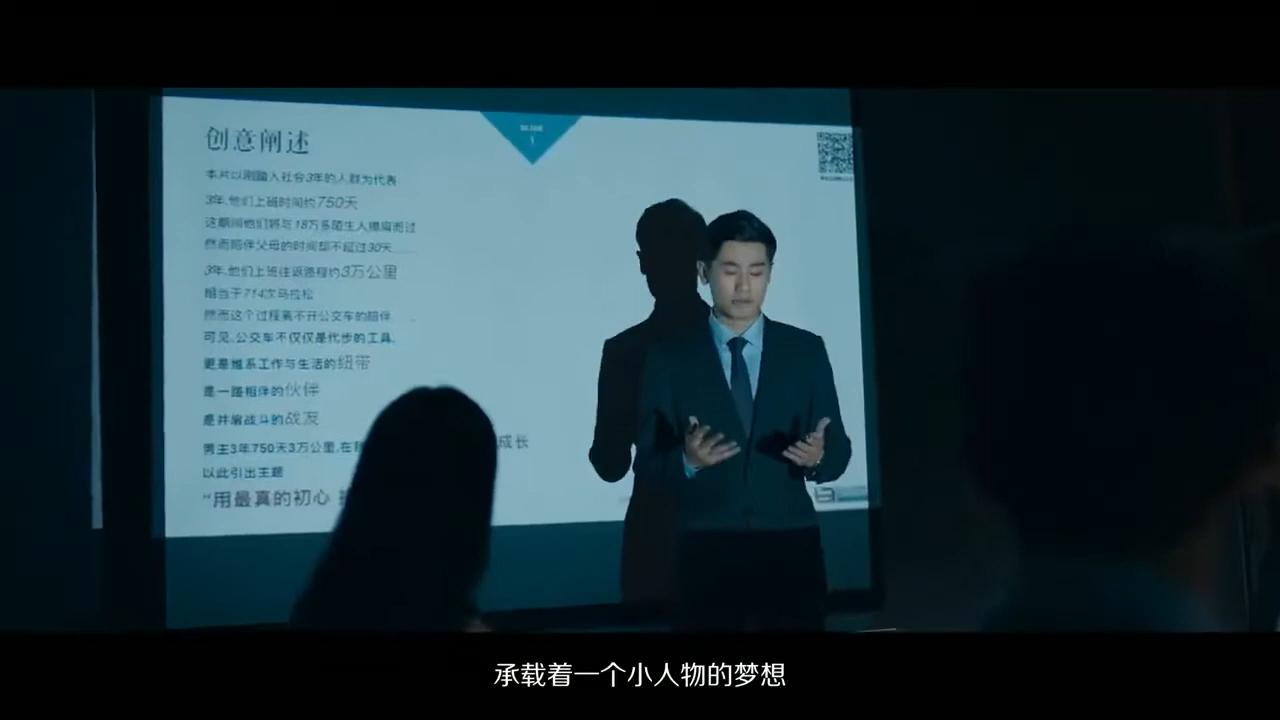 创意阐述
本片以刚踏入社会3年的人群为代表
3年,他们上班时间约750天
这期间他们将与18万多陌生人擦肩而过
然而陪伴父母的时间却不超过30天......
3年,他们上班往返路程约3万公里
相当于714次马拉松
然而这个过程离不开公交车的陪伴......
可见,公交车不仅仅是代步的工具,
更是维系工作与生活的纽带
是一路相伴的伙伴
是并肩战斗的战友
男主3年750天3万公里,在 成长
以此引出主题
“用最真的初心
承载着一个小人物的梦想